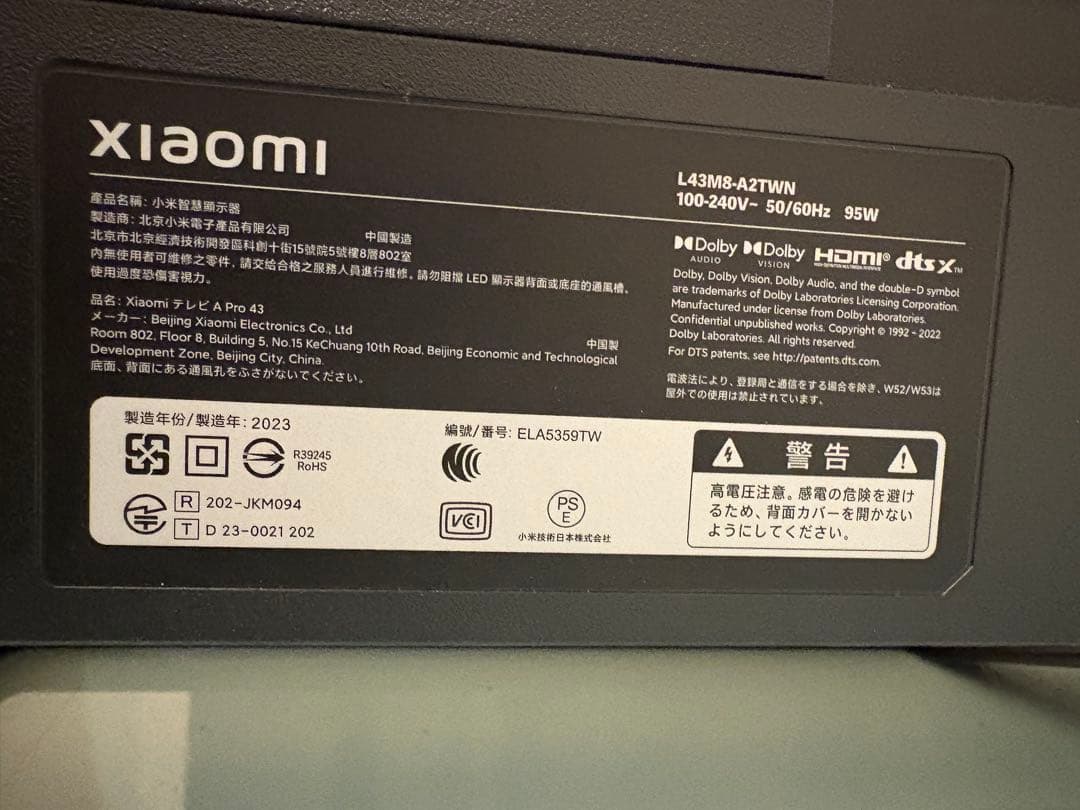 xiaomi
產品名稱: 小米智慧顯示器
製造商: 北京小米電子產品有限公司 中國製造
北京市北京經濟技術開發區科創十街15號院5號樓8層802室
內無使用者可維修之零件, 請交給合格之服務人員進行維修。請勿阻擋 LED 顯示器背面或底座的通風槽。
使用過度恐傷害視力。
品名: Xiaomi テレビ A Pro 43
メーカー: Beijing Xiaomi Electronics Co., Ltd 中国製
Room 802, Floor 8, Building 5, No.15 KeChuang 10th Road, Beijing Economic and Technological
Development Zone, Beijing City, China.
底面、背面にある通風孔をふさがないでください。
L43M8-A2TWN
100-240V~ 50/60Hz 95W
Dolby AUDIO Dolby VISION HDMI® dts X™
HIGH-DEFINITION MULTIMEDIA INTERFACE
Dolby, Dolby Vision, Dolby Audio, and the double-D symbol
are trademarks of Dolby Laboratories Licensing Corporation.
Manufactured under license from Dolby Laboratories.
Confidential unpublished works. Copyright © 1992 - 2022
Dolby Laboratories. All rights reserved.
For DTS patents, see http://patents.dts.com.
電波法により、登録局と通信をする場合を除き、W52/W53は
屋外での使用は禁止されています。
製造年份/製造年: 2023
R39245
RoHS
R 202-JKM094
T D 23-0021 202
編號/番号: ELA5359TW
VCI
PS
E
小米技術日本株式会社
警告
高電圧注意。感電の危険を避け
るため、背面カバーを開かない
ようにしてください。